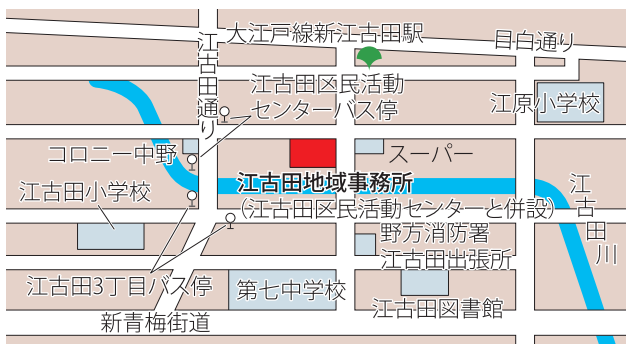 大江戸線新江古田駅
目白通り
江古田通り
江古田区民活動
センターバス停
江原小学校
コロニー中野
スーパー
江古田小学校
江古田地域事務所
(江古田区民活動センターと併設)
江古田川
野方消防署
江古田出張所
江古田3丁目バス停
第七中学校
江古田図書館
新青梅街道